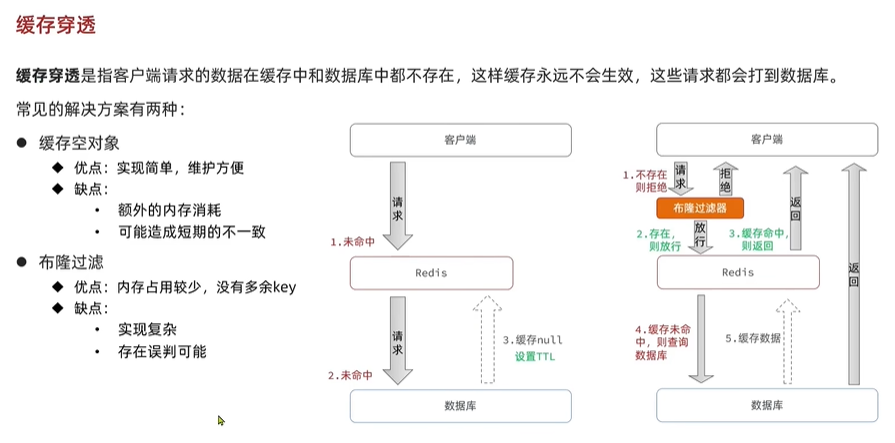 缓存穿透
缓存穿透是指客户端请求的数据在缓存中和数据库中都不存在，这样缓存永远不会生效，这些请求都会打到数据库。
常见的解决方案有两种：
缓存空对象
优点：实现简单，维护方便
缺点：
额外的内存消耗
可能造成短期的不一致
布隆过滤
优点：内存占用较少，没有多余key
缺点：
实现复杂
存在误判可能
客户端
请求
1.未命中
Redis
请求
3.缓存null
设置TTL
2.未命中
数据库
客户端
1.不存在
则拒绝
请求
拒绝
布隆过滤器
返回
2.存在，
则放行
放行
3.缓存命中，
则返回
Redis
返回
4.缓存未命
中，则查询
数据库
5.缓存数据
数据库